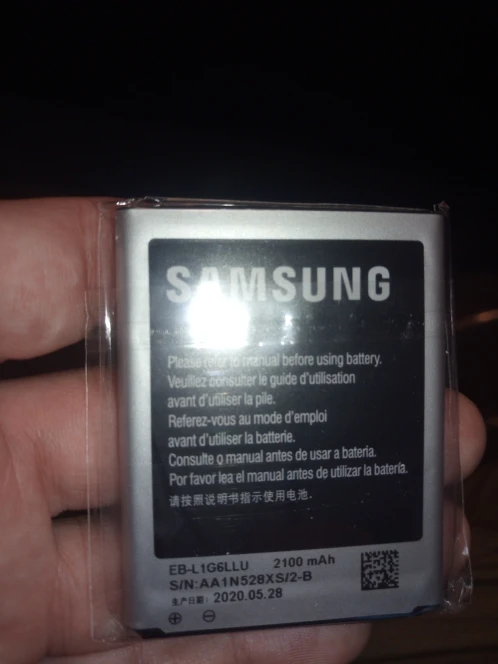 SAMSUNG
Please refer to manual before using battery.
Veuillez consulter le guide d'utilisation
avant d'utiliser la pile.
Referez-vous au mode d'emploi
avant d'utiliser la batterie.
Consulte o manual antes de usar a bateria.
Por favor lea el manual antes de utilizar la batería.
请按照说明书指示使用电池.
EB-L1G6LLU 2100 mAh
S/N:AA1N528XS/2-B
生产日期: 2020.05.28